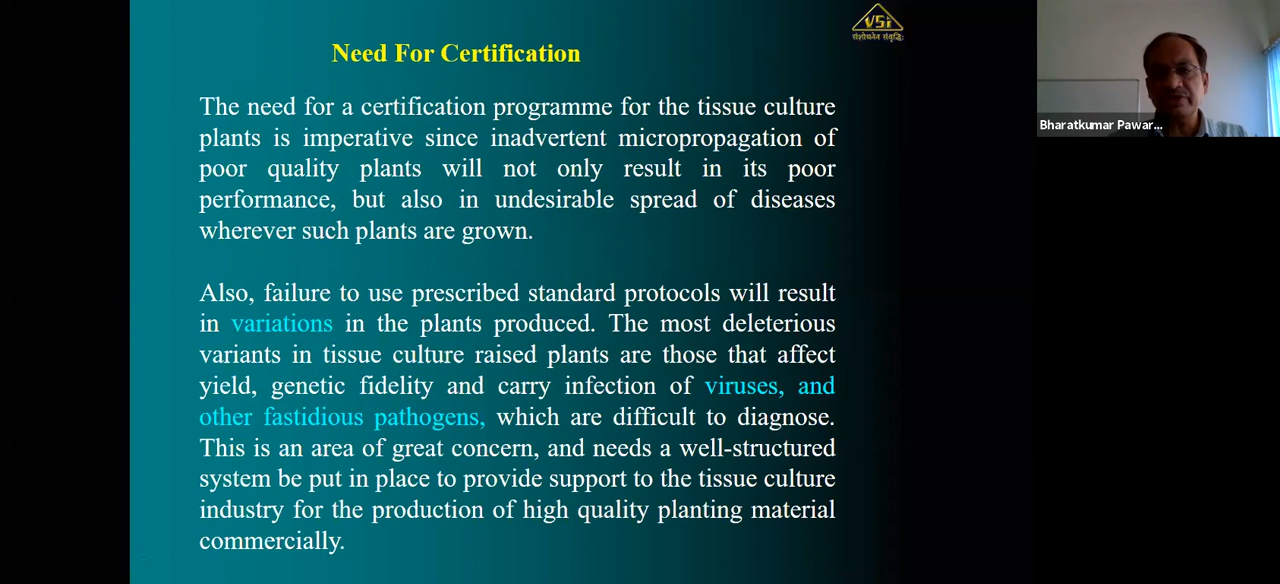 VSi
संशोधनेन संवृद्धि:
Need For Certification
Bharatkumar Pawar...
The need for a certification programme for the tissue culture
plants is imperative since inadvertent micropropagation of
poor quality plants will not only result in its poor
performance, but also in undesirable spread of diseases
wherever such plants are grown.
Also, failure to use prescribed standard protocols will result
in variations in the plants produced. The most deleterious
variants in tissue culture raised plants are those that affect
yield, genetic fidelity and carry infection of viruses, and
other fastidious pathogens, which are difficult to diagnose.
This is an area of great concern, and needs a well-structured
system be put in place to provide support to the tissue culture
industry for the production of high quality planting material
commercially.